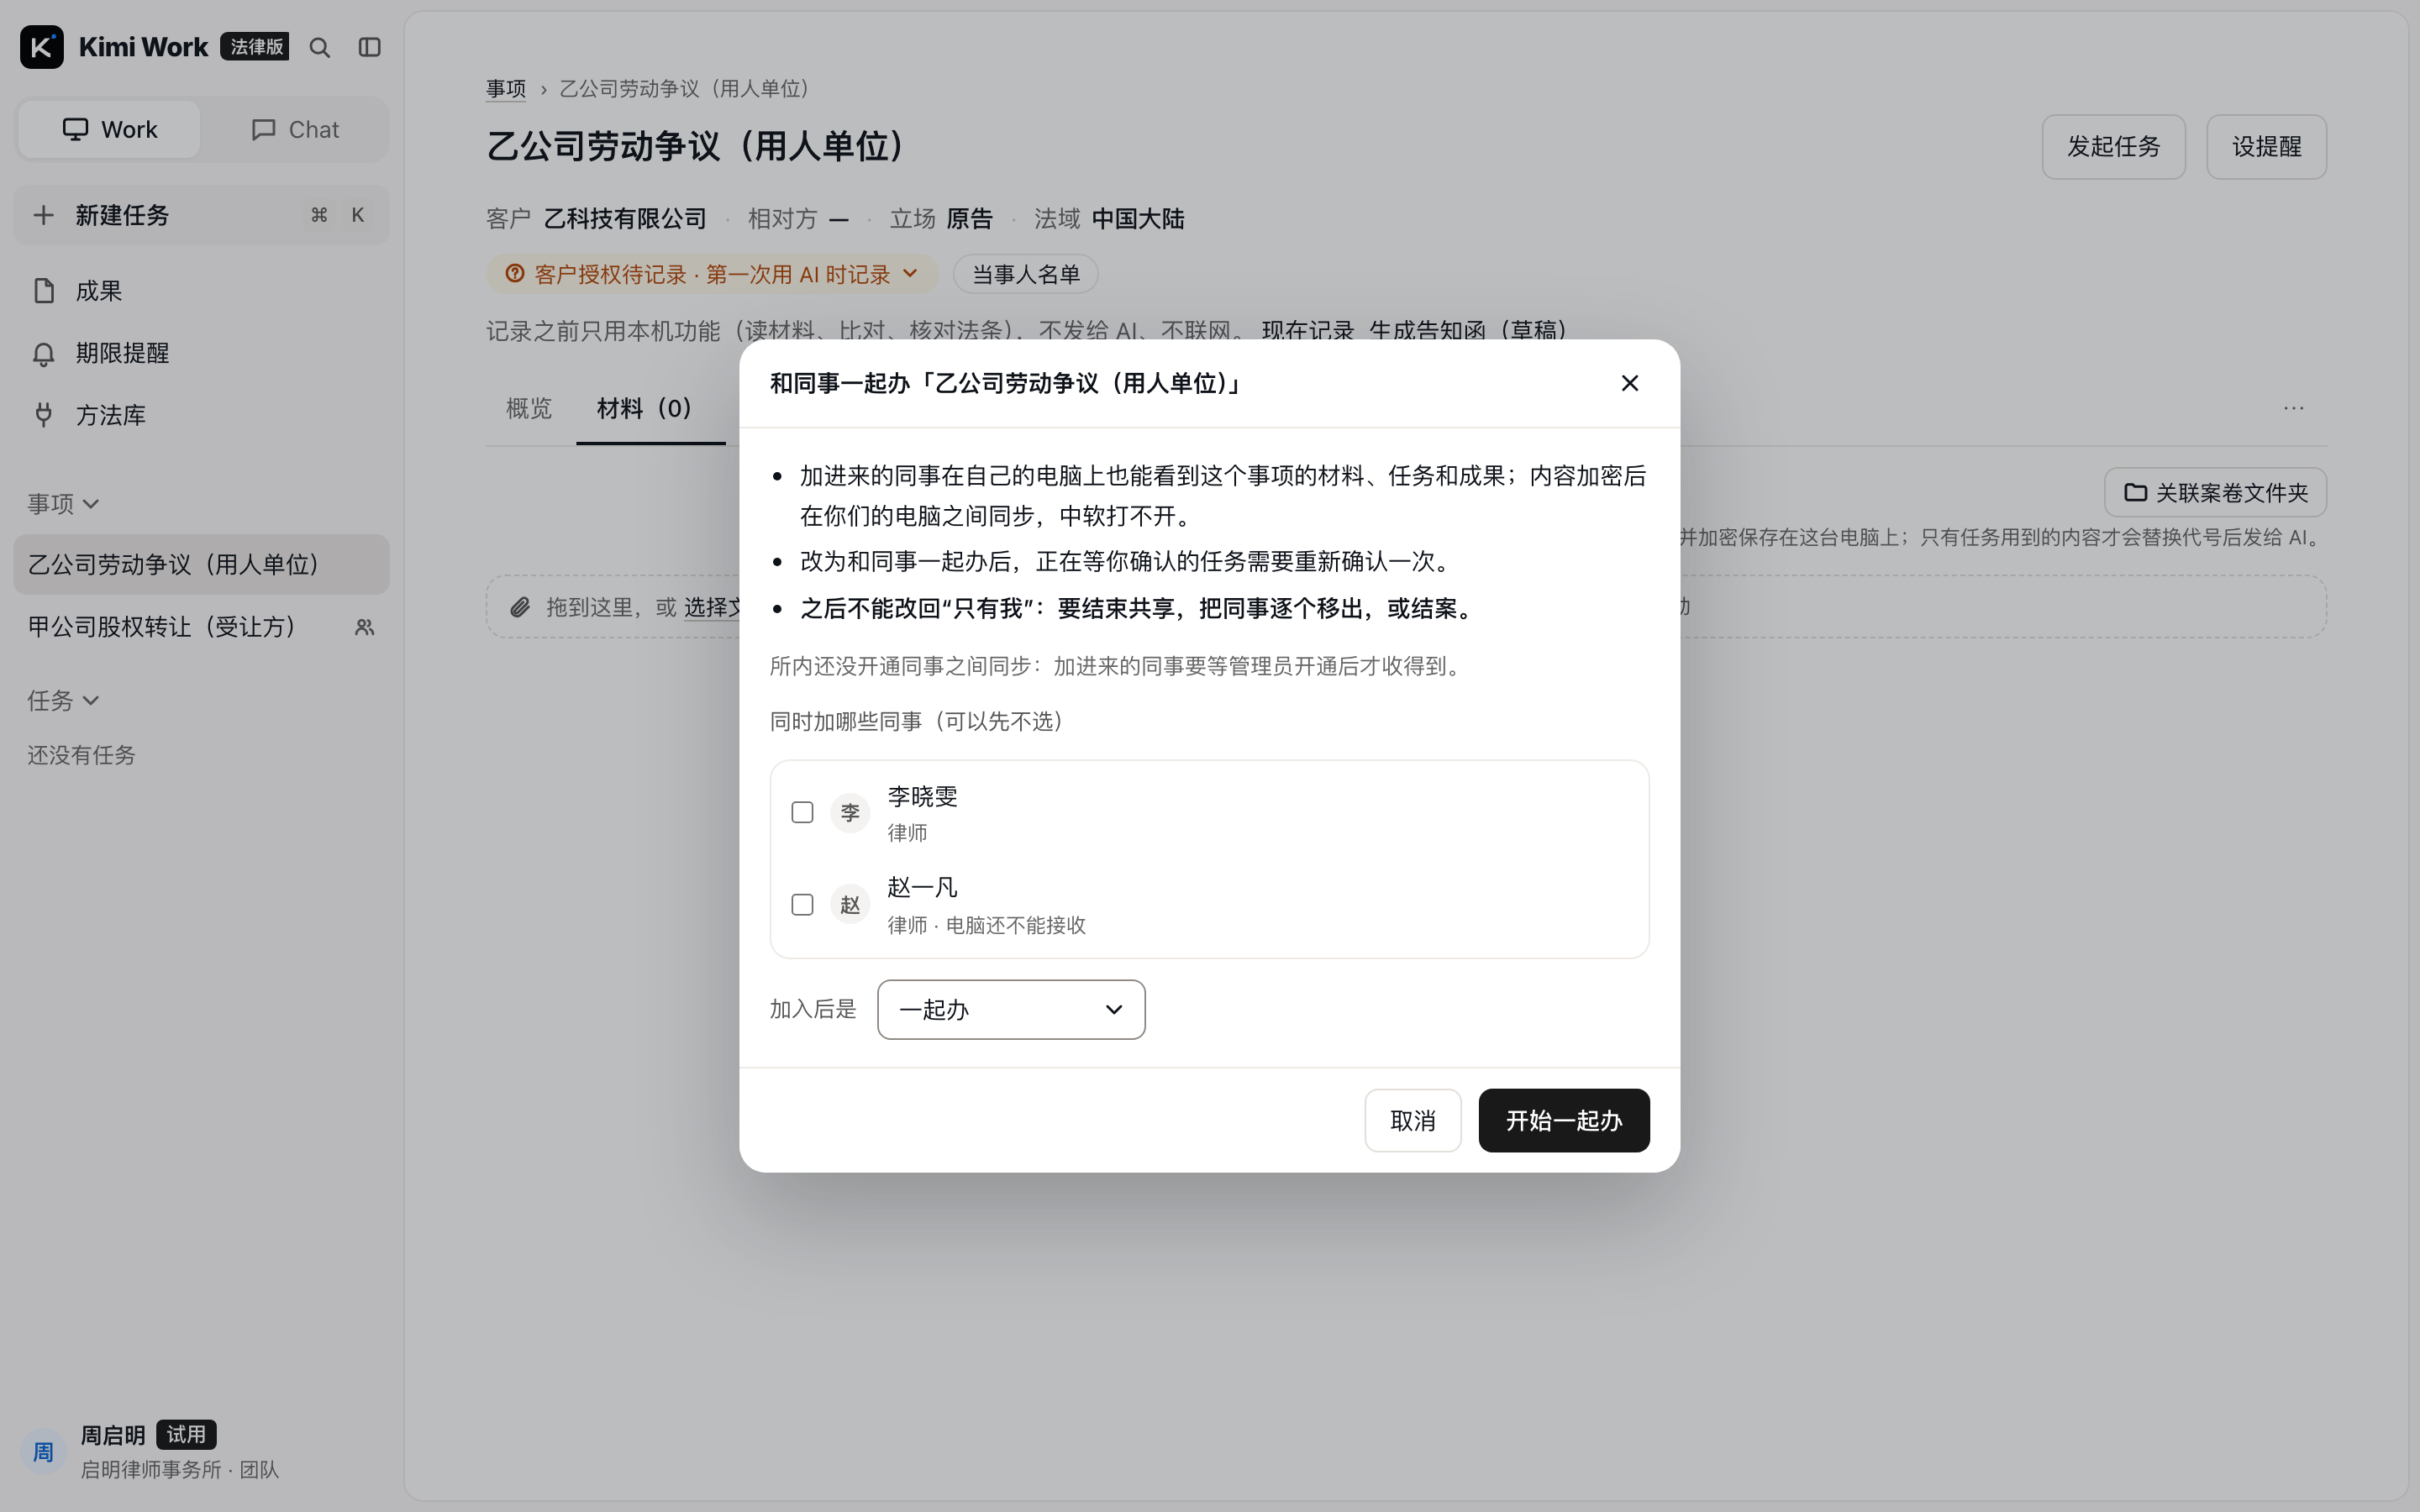 Kimi Work 法律版
Work
Chat
新建任务 ⌘ K
成果
期限提醒
方法库
事项
乙公司劳动争议（用人单位）
甲公司股权转让（受让方）
任务
还没有任务
周启明 试用
启明律师事务所 · 团队
事项 › 乙公司劳动争议（用人单位）
乙公司劳动争议（用人单位）
发起任务
设提醒
客户 乙科技有限公司 · 相对方 — · 立场 原告 · 法域 中国大陆
客户授权待记录 · 第一次用 AI 时记录
当事人名单
记录之前只用本机功能（读材料、比对、核对法条），不发给 AI、不联网。 现在记录 生成告知函（草稿）
概览
材料（0）
…
关联案卷文件夹
并加密保存在这台电脑上；只有任务用到的内容才会替换代号后发给 AI。
拖到这里，或 选择文
和同事一起办「乙公司劳动争议（用人单位）」
• 加进来的同事在自己的电脑上也能看到这个事项的材料、任务和成果；内容加密后
在你们的电脑之间同步，中软打不开。
• 改为和同事一起办后，正在等你确认的任务需要重新确认一次。
• 之后不能改回“只有我”：要结束共享，把同事逐个移出，或结案。
所内还没开通同事之间同步：加进来的同事要等管理员开通后才收得到。
同时加哪些同事（可以先不选）
李
李晓雯
律师
赵
赵一凡
律师 · 电脑还不能接收
加入后是 一起办
取消
开始一起办